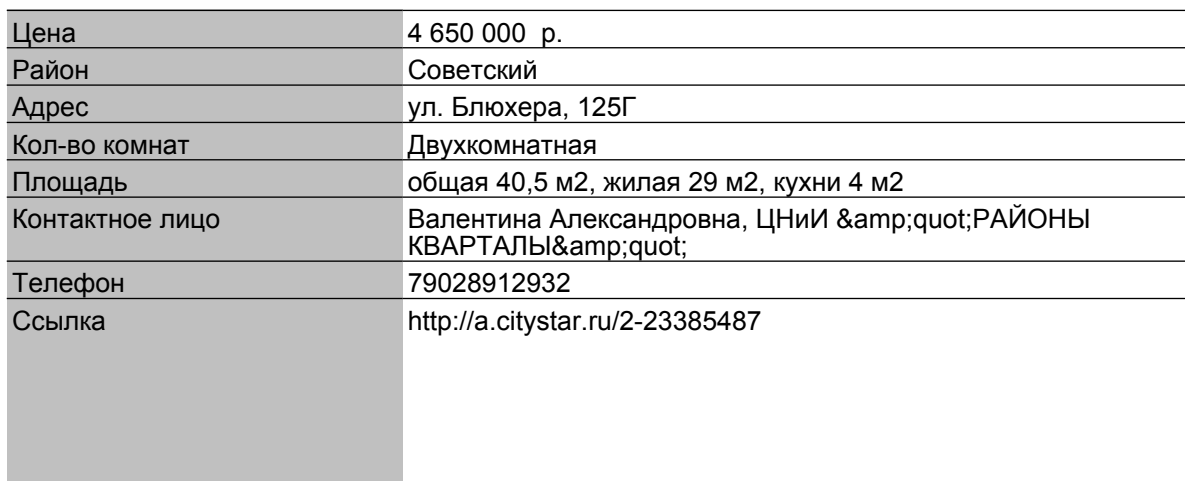 Цена 4 650 000 р.
Район Советский
Адрес ул. Блюхера, 125Г
Кол-во комнат Двухкомнатная
Площадь общая 40,5 м2, жилая 29 м2, кухни 4 м2
Контактное лицо Валентина Александровна, ЦНиИ &amp;quot;РАЙОНЫ
КВАРТАЛЫ&amp;quot;
Телефон 79028912932
Ссылка http://a.citystar.ru/2-23385487